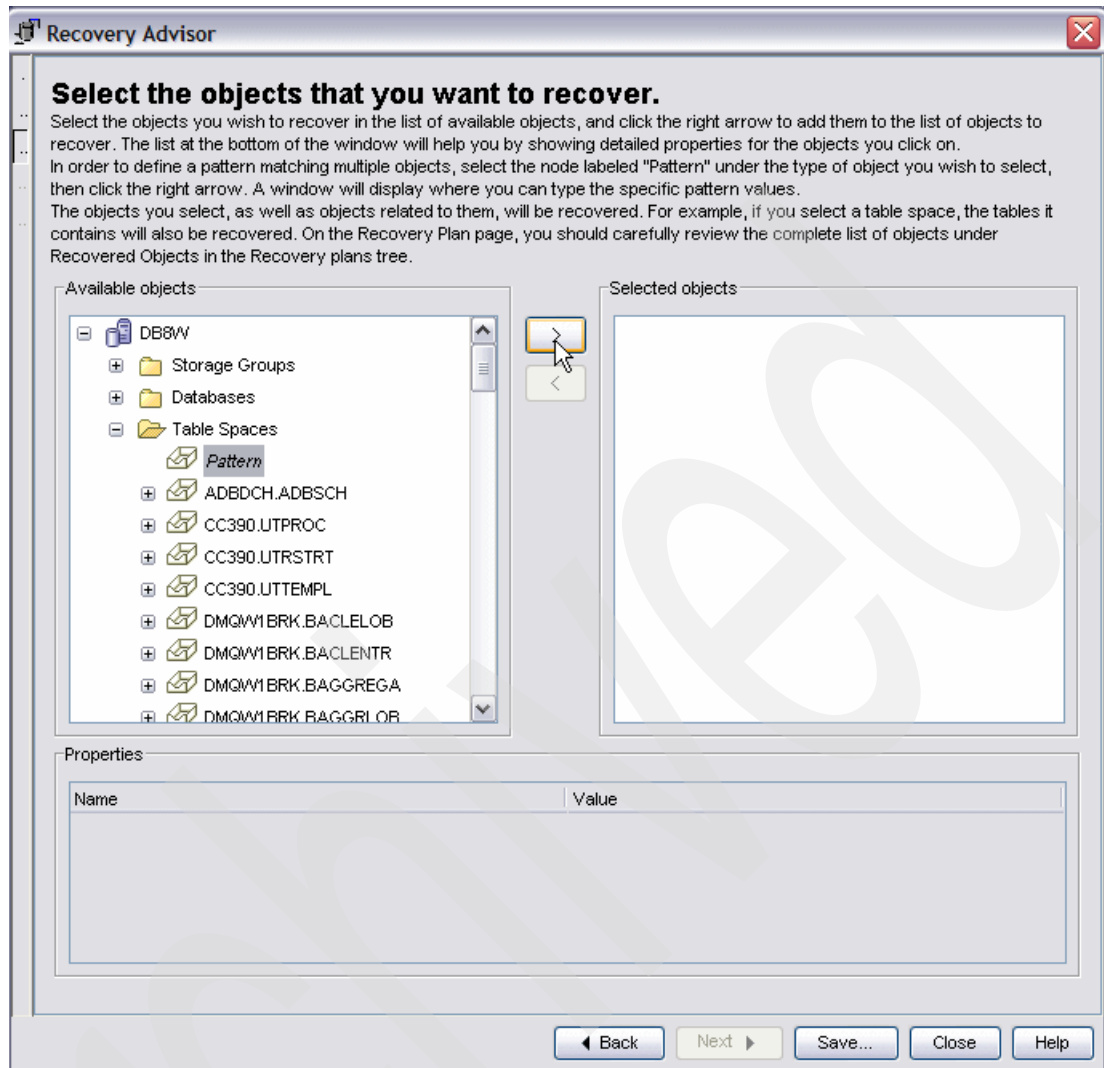 Recovery Advisor
Select the objects that you want to recover.
Select the objects you wish to recover in the list of available objects, and click the right arrow to add them to the list of objects to
recover. The list at the bottom of the window will help you by showing detailed properties for the objects you click on.
In order to define a pattern matching multiple objects, select the node labeled "Pattern" under the type of object you wish to select,
then click the right arrow. A window will display where you can type the specific pattern values.
The objects you select, as well as objects related to them, will be recovered. For example, if you select a table space, the tables it
contains will also be recovered. On the Recovery Plan page, you should carefully review the complete list of objects under
Recovered Objects in the Recovery plans tree.
Available objects
DB8W
Storage Groups
Databases
Table Spaces
Pattern
ADBDCH.ADBSCH
CC390.UTPROC
CC390.UTRSTRT
CC390.UTTEMPL
DMQW1BRK.BACLELOB
DMQW1BRK.BACLENTR
DMQW1BRK.BAGGREGA
DMQW1BRK.BAGGRLOB
>
<
Selected objects
Properties
Name Value
Back Next Save... Close Help